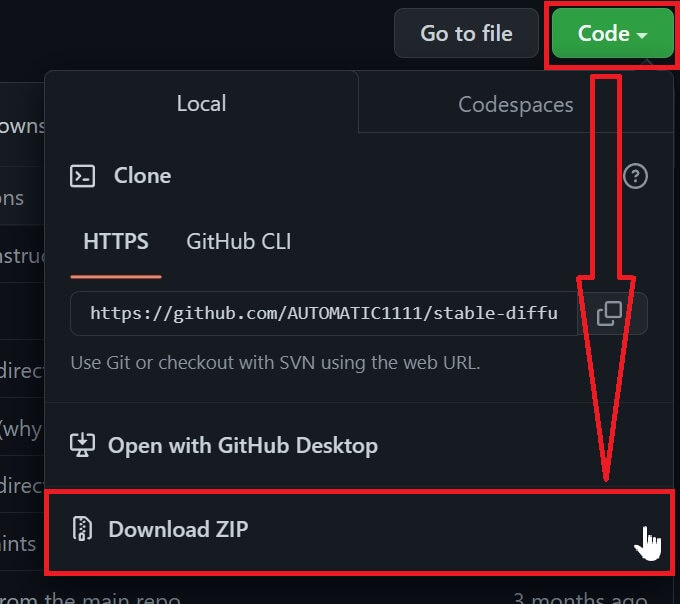 Go to file
Code
Local
Codespaces
owns
Clone
ons
HTTPS
GitHub CLI
nstruc
https://github.com/AUTOMATIC1111/stable-diffu
Use Git or checkout with SVN using the web URL.
direc
(why
Open with GitHub Desktop
direc
Download ZIP
ints
rom the main repo
3 months ago